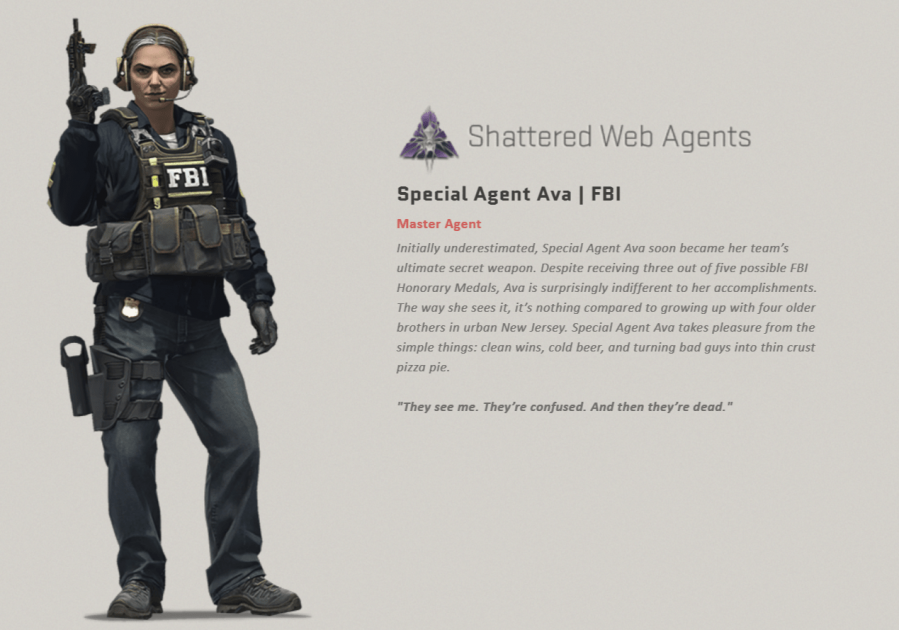 FBI
Shattered Web Agents
Special Agent Ava | FBI
Master Agent
Initially underestimated, Special Agent Ava soon became her team's
ultimate secret weapon. Despite receiving three out of five possible FBI
Honorary Medals, Ava is surprisingly indifferent to her accomplishments.
The way she sees it, it's nothing compared to growing up with four older
brothers in urban New Jersey. Special Agent Ava takes pleasure from the
simple things: clean wins, cold beer, and turning bad guys into thin crust
pizza pie.
"They see me. They're confused. And then they're dead."